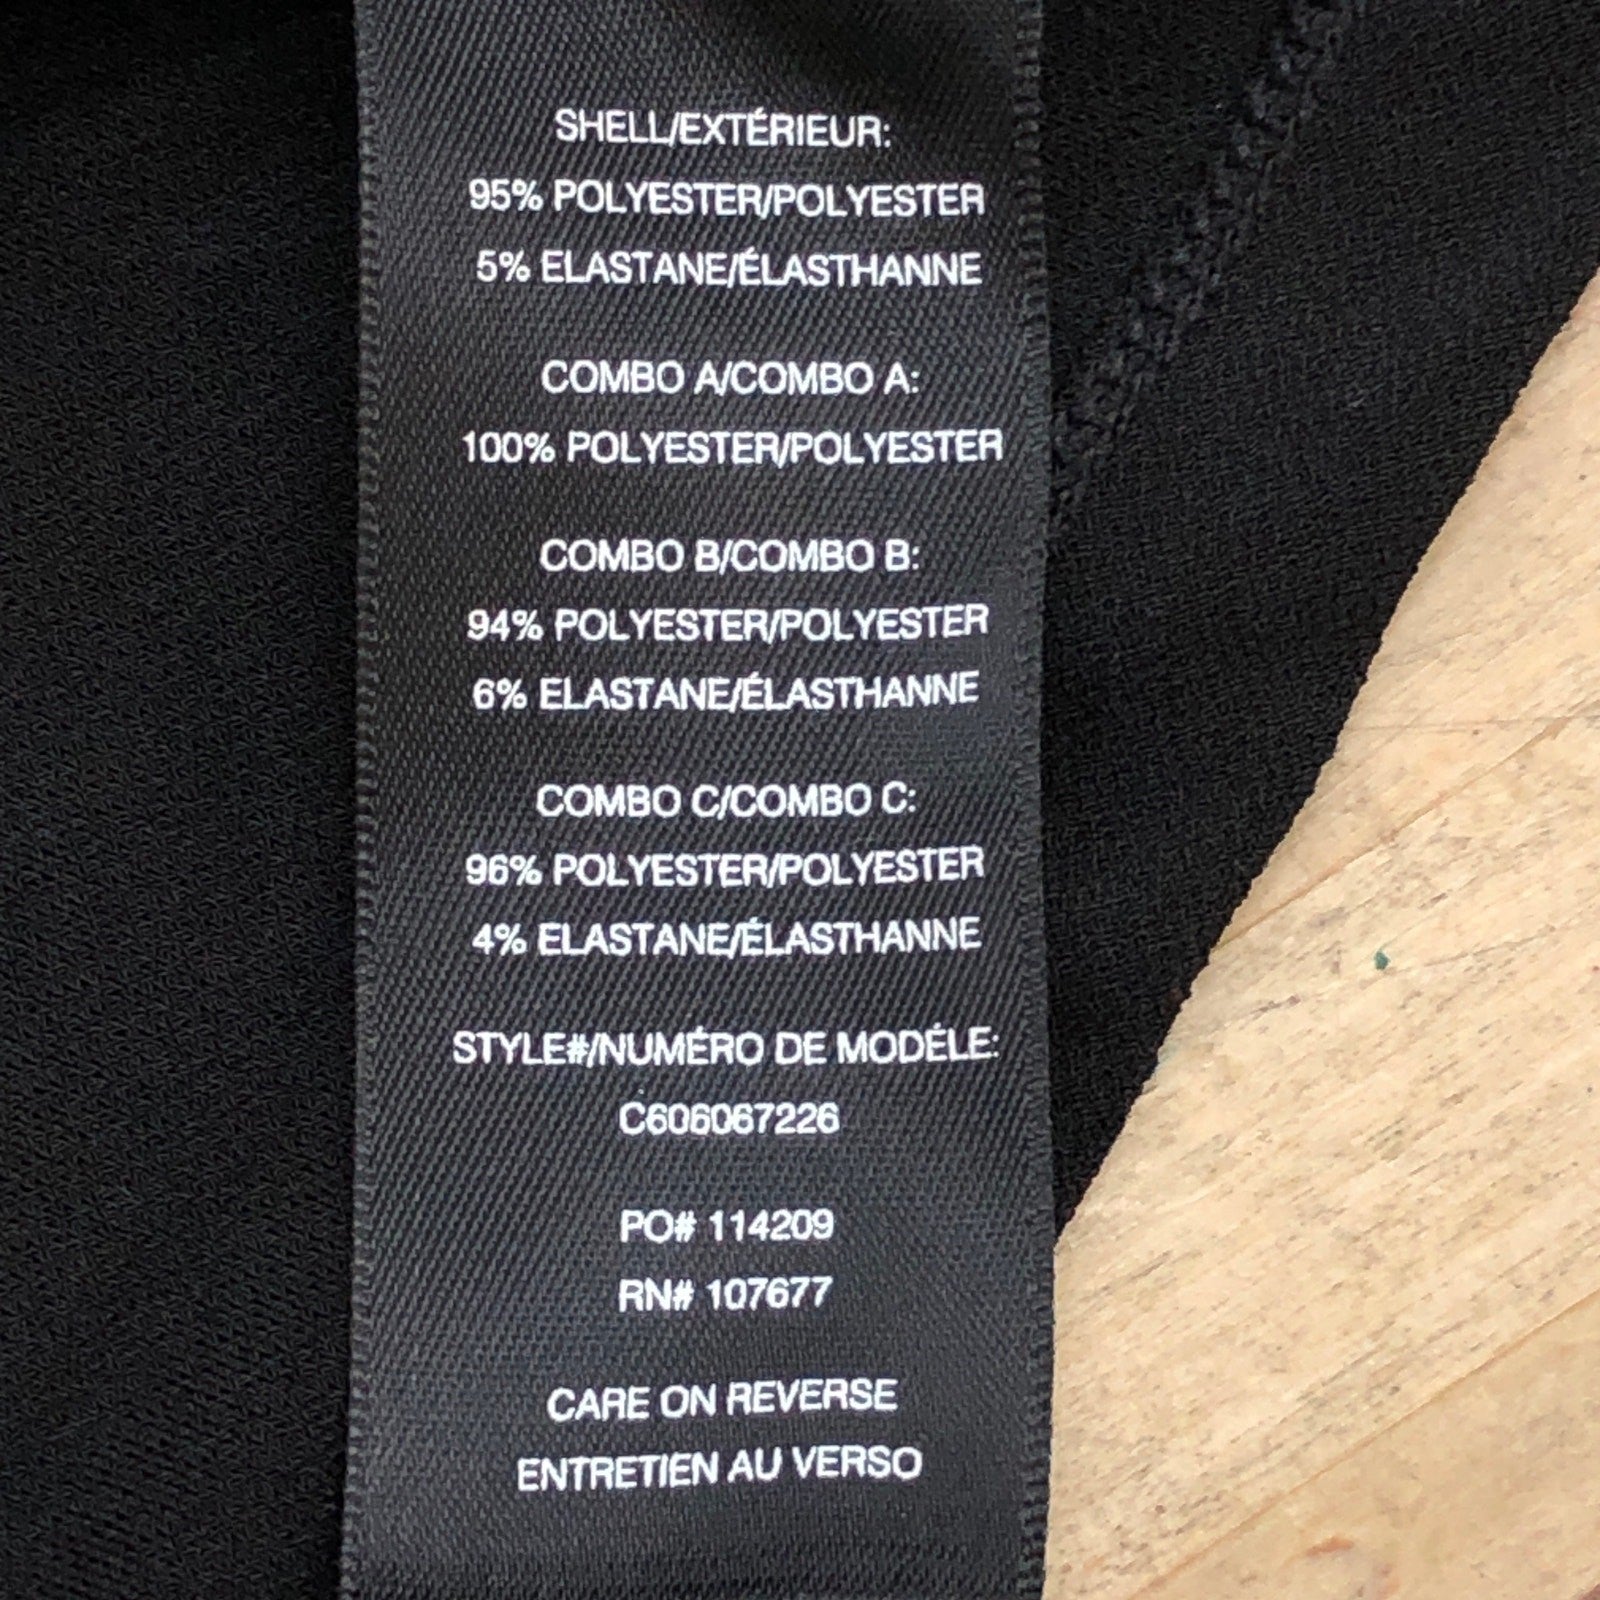 SHELL/EXTÉRIEUR:
95% POLYESTER/POLYESTER
5% ELASTANE/ÉLASTHANNE
COMBO A/COMBO A:
100% POLYESTER/POLYESTER
COMBO B/COMBO B:
94% POLYESTER/POLYESTER
6% ELASTANE/ÉLASTHANNE
COMBO C/COMBO C:
96% POLYESTER/POLYESTER
4% ELASTANE/ÉLASTHANNE
STYLE#/NUMÉRO DE MODÉLE:
C606067226
PO# 114209
RN# 107677
CARE ON REVERSE
ENTRETIEN AU VERSO